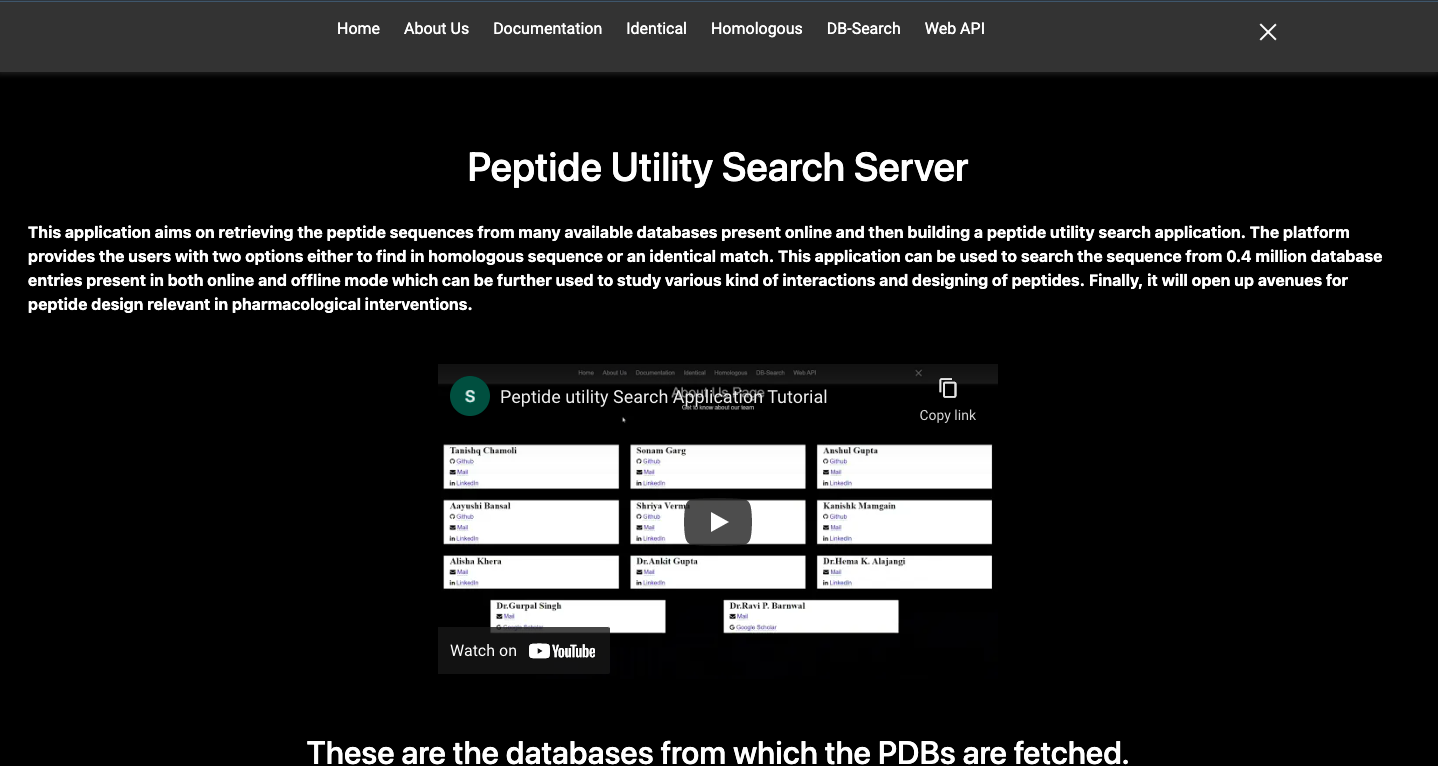 Home About Us Documentation Identical Homologous DB-Search Web API
Peptide Utility Search Server
This application aims on retrieving the peptide sequences from many available databases present online and then building a peptide utility search application. The platform
provides the users with two options either to find in homologous sequence or an identical match. This application can be used to search the sequence from 0.4 million database
entries present in both online and offline mode which can be further used to study various kind of interactions and designing of peptides. Finally, it will open up avenues for
peptide design relevant in pharmacological interventions.
Home About Us Documentation Identical Homologous DB-Search Web API
About Us Page
S Peptide utility Search Application Tutorial
Get to know about our team
Copy link
Tanishq Chamoli Sonam Garg Anshul Gupta
Github Github Github
Mail Mail Mail
LinkedIn LinkedIn LinkedIn
Aayushi Bansal Shriya Verma Kanishk Mamgain
Github Github Github
Mail Mail Mail
LinkedIn LinkedIn LinkedIn
Alisha Khera Dr.Ankit Gupta Dr.Hema K. Alajangi
Mail Mail Mail
LinkedIn LinkedIn LinkedIn
Dr.Gurpal Singh Dr.Ravi P. Barnwal
Mail Mail
Google Scholar Google Scholar
Watch on YouTube
These are the databases from which the PDBs are fetched.